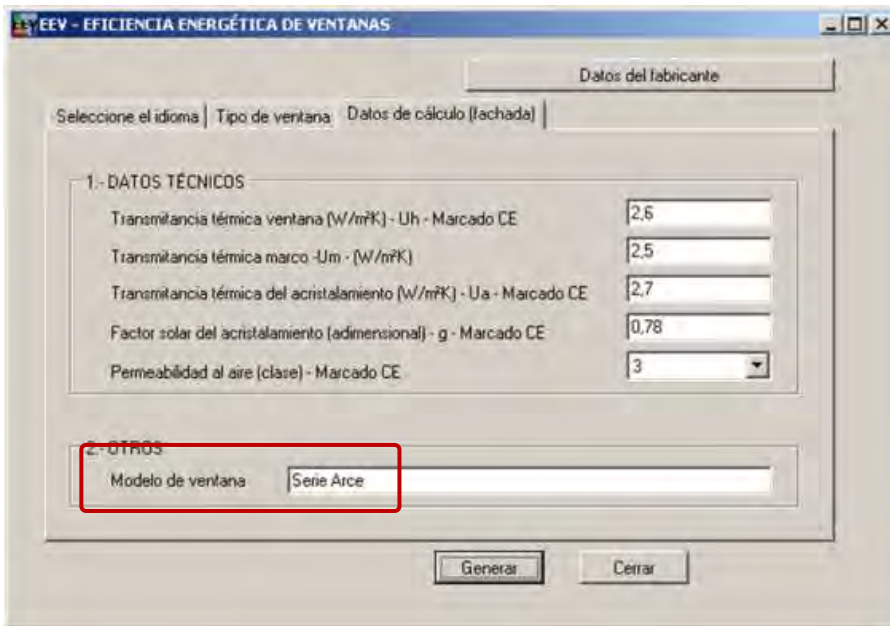 EEV - EFICIENCIA ENERGÉTICA DE VENTANAS
Datos del fabricante
Seleccione el idioma Tipo de ventana Datos de cálculo (fachada)
1.- DATOS TÉCNICOS
Transmitancia térmica ventana (W/m²K) - Uh - Marcado CE 2,6
Transmitancia térmica marco -Um - (W/m²K) 2,5
Transmitancia térmica del acristalamiento (W/m²K) - Ua - Marcado CE 2,7
Factor solar del acristalamiento (adimensional) - g - Marcado CE 0,78
Permeabilidad al aire (clase) - Marcado CE 3
2.- OTROS
Modelo de ventana Serie Arce
Generar Cerrar